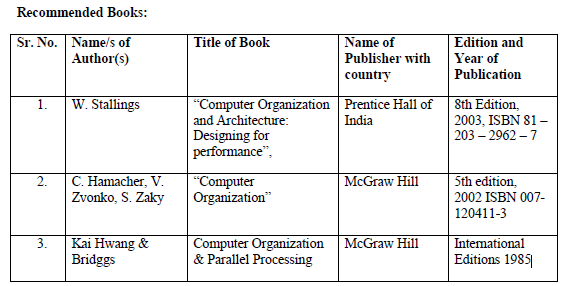 Recommended Books:
Sr. No.
Name/s of
Author(s)
Title of Book
Name of
Publisher with
country
Edition and
Year of
Publication
1.
W. Stallings
“Computer Organization
and Architecture:
Designing for
performance”,
Prentice Hall of
India
8th Edition,
2003, ISBN 81 –
203 – 2962 – 7
2.
C. Hamacher, V.
Zvonko, S. Zaky
“Computer
Organization”
McGraw Hill
5th edition,
2002 ISBN 007-
120411-3
3.
Kai Hwang &
Bridggs
Computer Organization
& Parallel Processing
McGraw Hill
International
Editions 1985